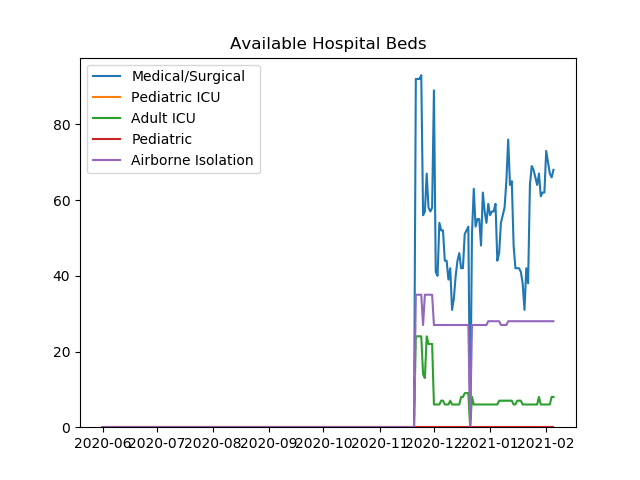 Available Hospital Beds
Medical/Surgical
Pediatric ICU
Adult ICU
Pediatric
Airborne Isolation
80
60
40
20
0
2020-06 2020-07 2020-08 2020-09 2020-10 2020-11 2020-12 2021-01 2021-02